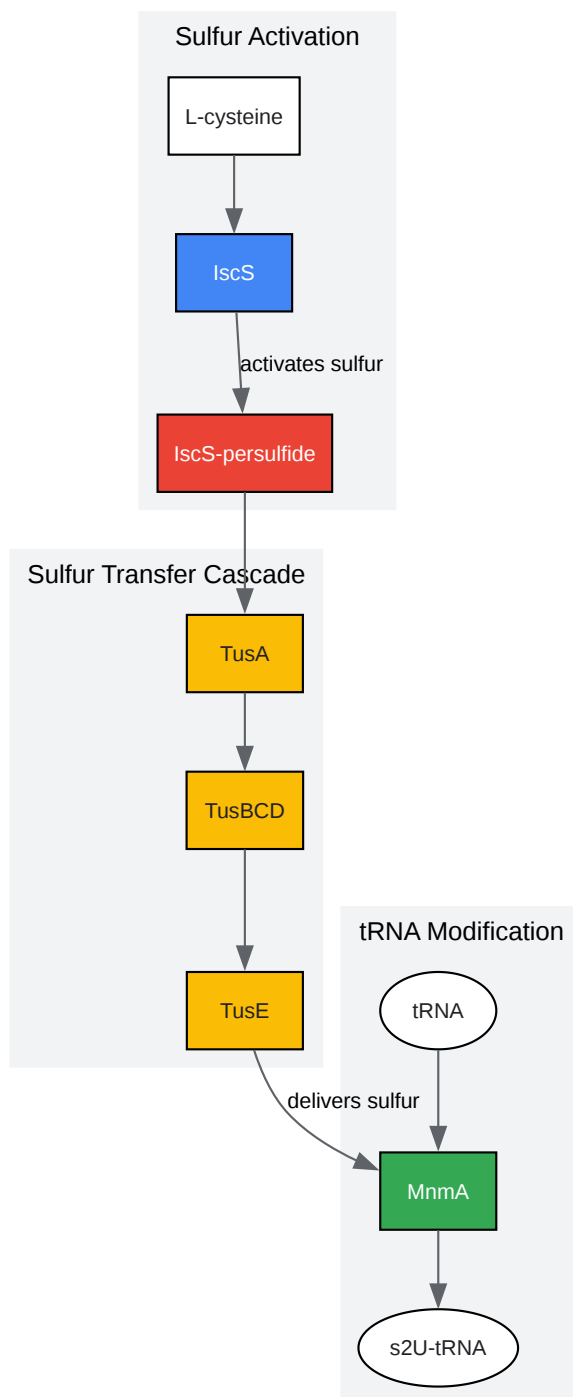 Sulfur Activation
L-cysteine
IscS
activates sulfur
IscS-persulfide
Sulfur Transfer Cascade
TusA
TusBCD
TusE
delivers sulfur
tRNA Modification
tRNA
MnmA
s2U-tRNA